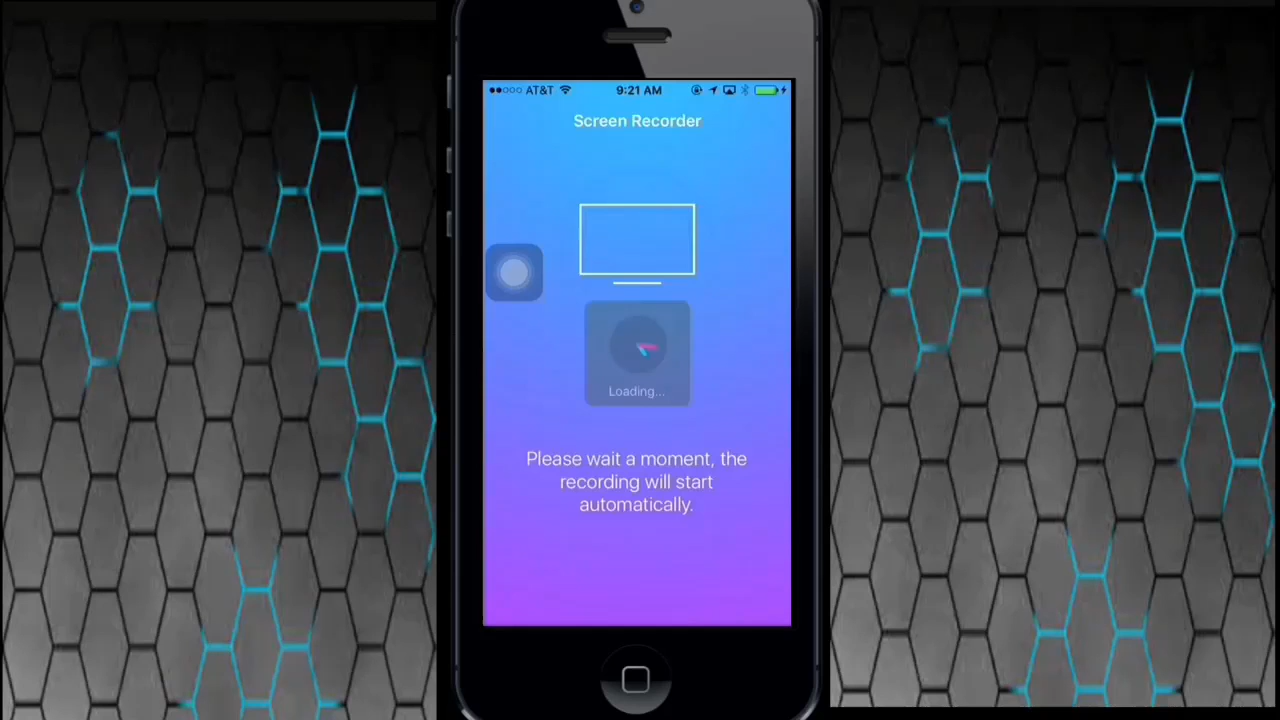 AT&T 9:21 AM
Screen Recorder
Loading...
Please wait a moment, the
recording will start
automatically.